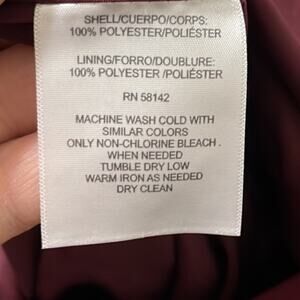 SHELL/CUERPO/CORPS:
100% POLYESTER/POLIÉSTER
LINING/FORRO/DOUBLURE:
100% POLYESTER /POLIÉSTER
RN 58142
MACHINE WASH COLD WITH
SIMILAR COLORS
ONLY NON-CHLORINE BLEACH .
WHEN NEEDED
TUMBLE DRY LOW
WARM IRON AS NEEDED
DRY CLEAN